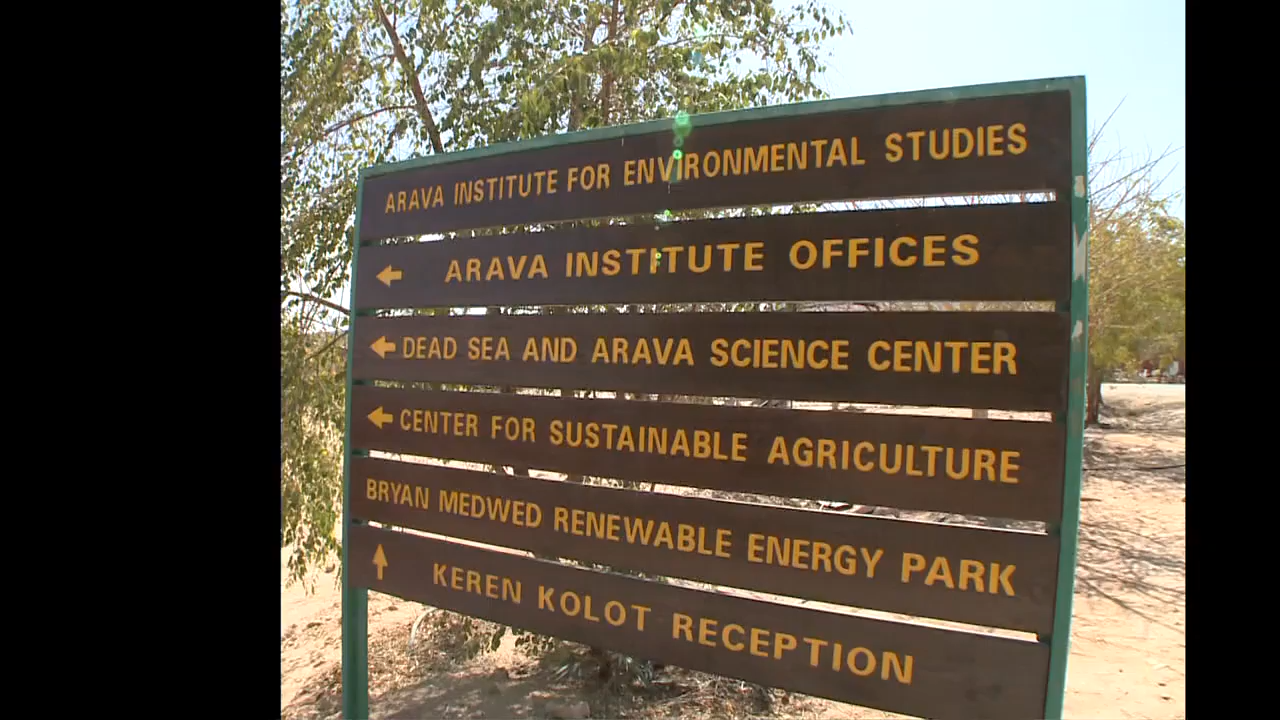 ARAVA INSTITUTE FOR ENVIRONMENTAL STUDIES
ARAVA INSTITUTE OFFICES
DEAD SEA AND ARAVA SCIENCE CENTER
CENTER FOR SUSTAINABLE AGRICULTURE
BRYAN MEDWED RENEWABLE ENERGY PARK
KEREN KOLOT RECEPTION